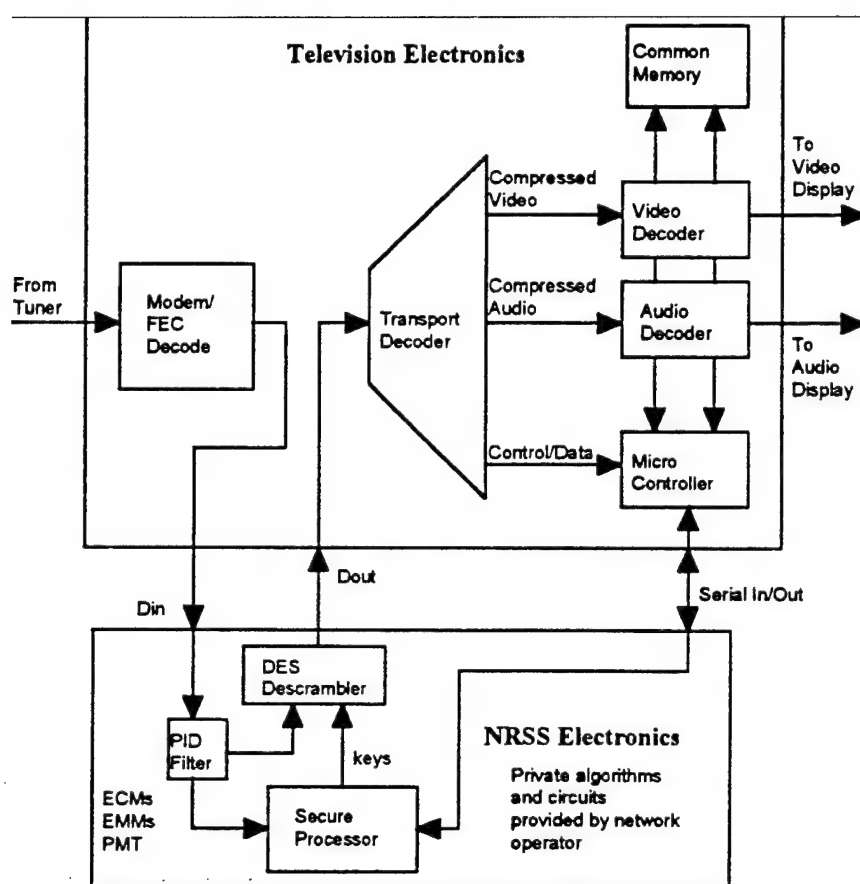 Television Electronics
Common
Memory
To
Video
Display
Compressed
Video
Video
Decoder
From
Tuner
Modem/
FEC
Decode
Compressed
Audio
Transport
Decoder
Audio
Decoder
To
Audio
Display
Control/Data
Micro
Controller
Din
Dout
Serial In/Out
DES
Descrambler
PID
Filter
keys
NRSS Electronics
ECMs
EMMs
PMT
Secure
Processor
Private algorithms
and circuits
provided by network
operator